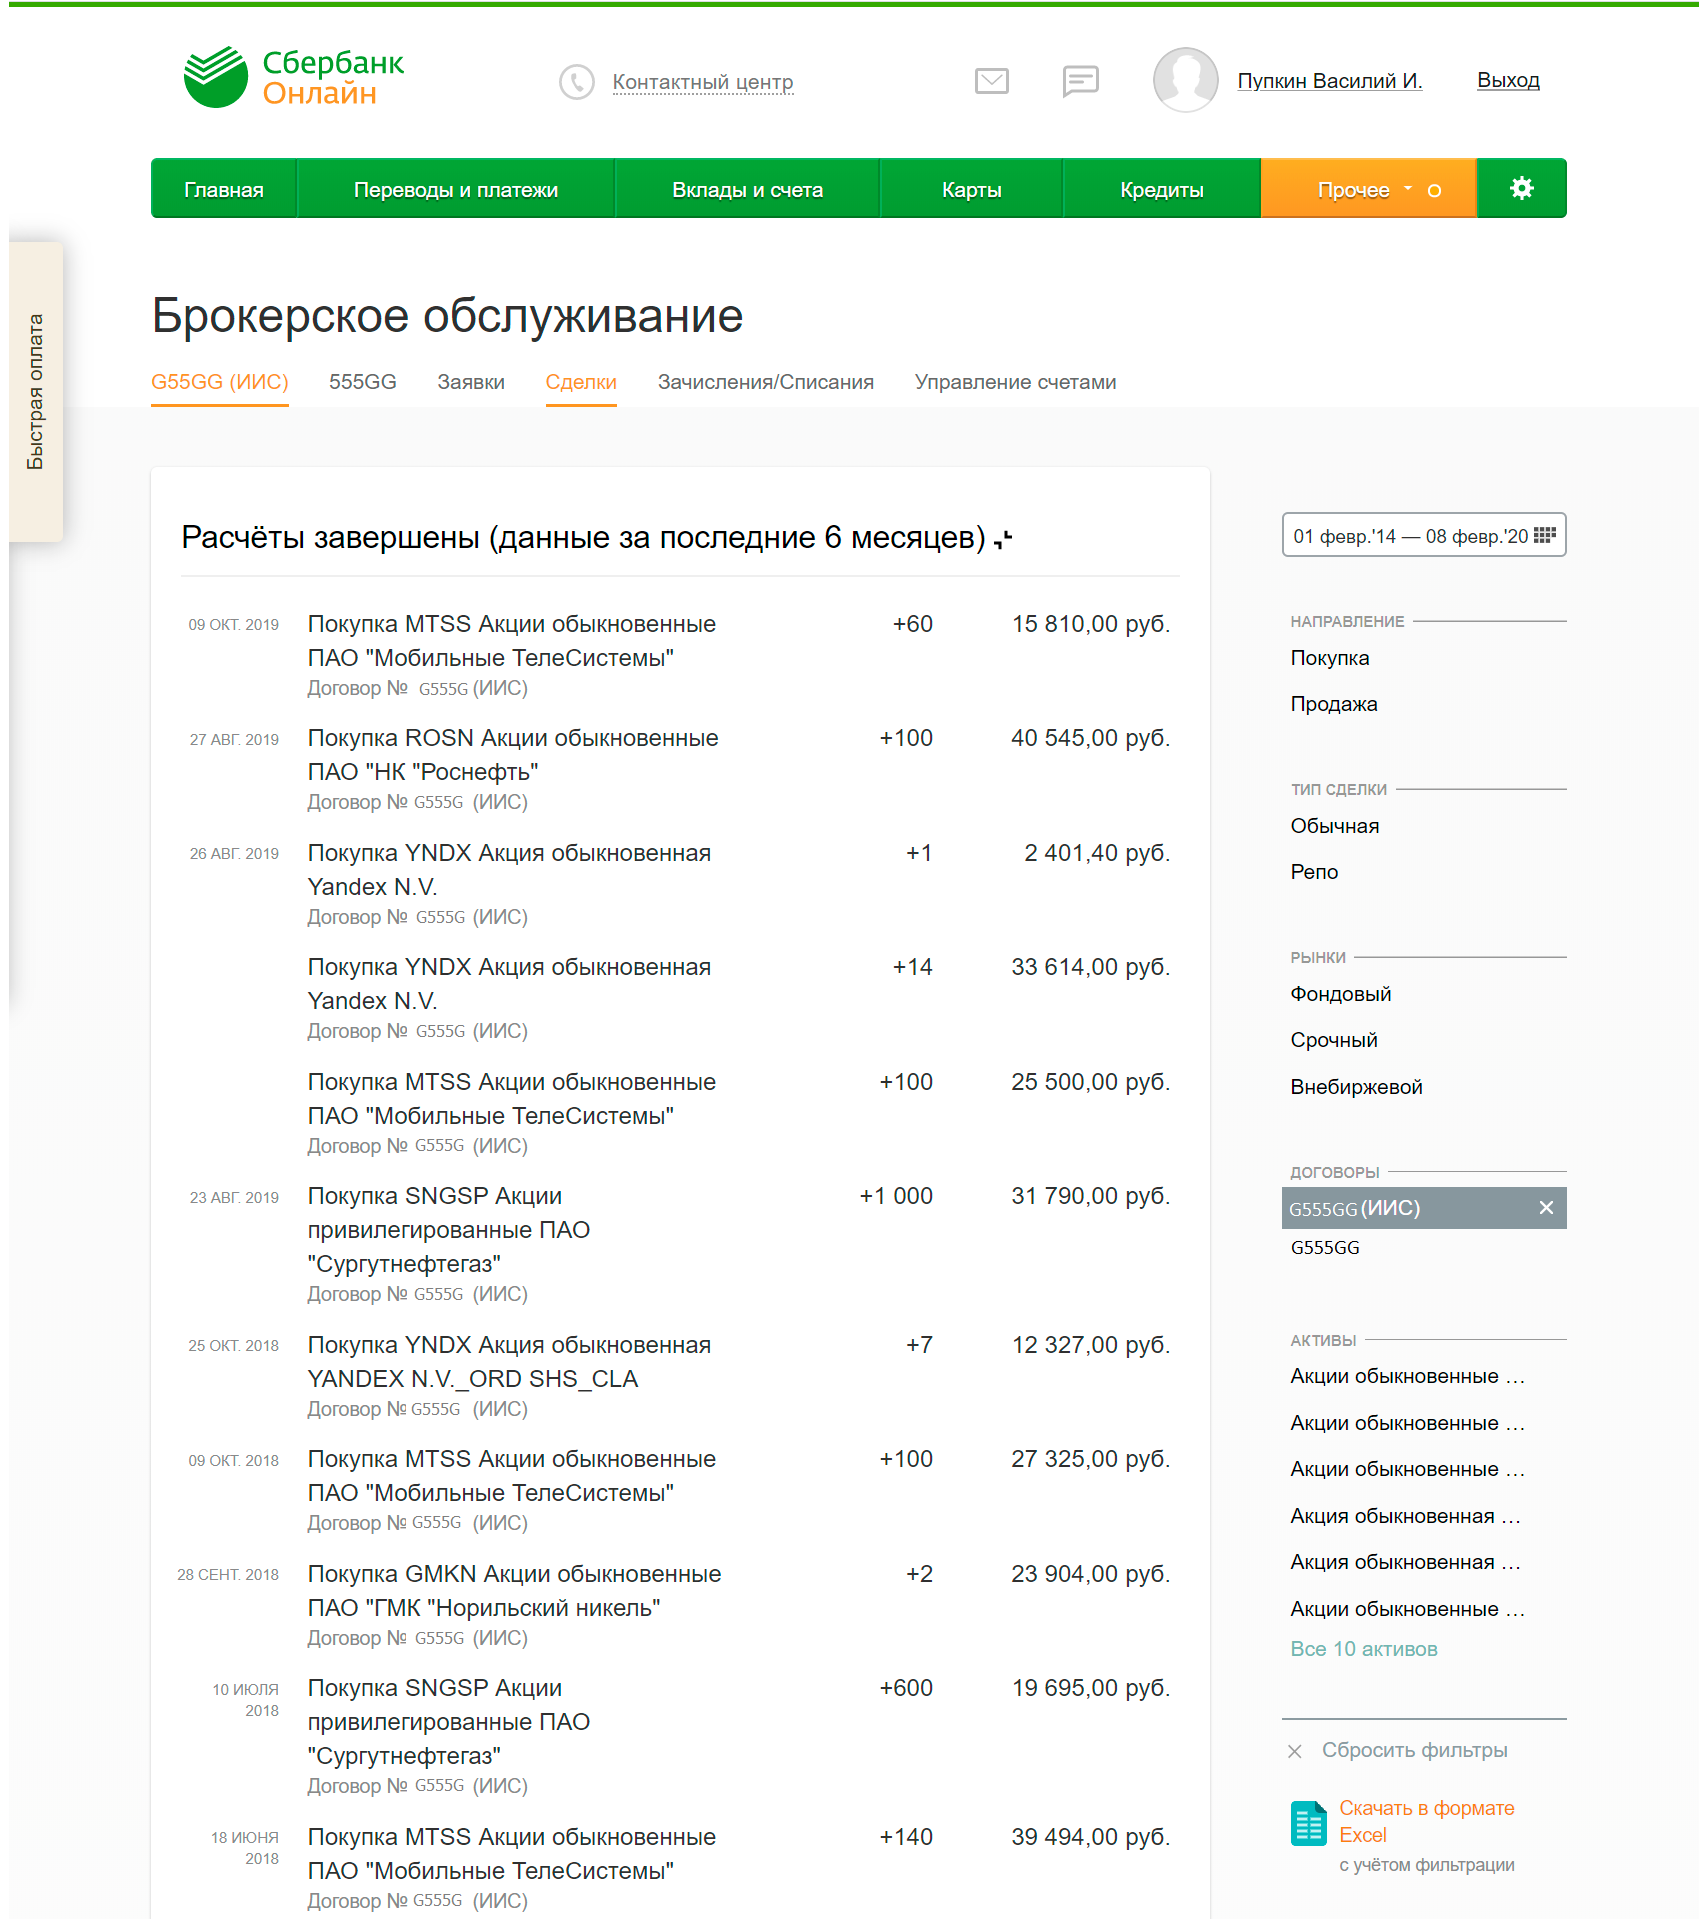 Сбербанк
Онлайн
Контактный центр
Пупкин Василий И.
Выход
Главная
Переводы и платежи
Вклады и счета
Карты
Кредиты
Прочее
Быстрая оплата
Брокерское обслуживание
G55GG (ИИС)
555GG
Заявки
Сделки
Зачисления/Списания
Управление счетами
Расчёты завершены (данные за последние 6 месяцев)
09 ОКТ. 2019 Покупка MTSS Акции обыкновенные +60 15 810,00 руб.
ПАО "Мобильные ТелеСистемы"
Договор № G555G (ИИС)
27 АВГ. 2019 Покупка ROSN Акции обыкновенные +100 40 545,00 руб.
ПАО "НК "Роснефть"
Договор № G555G (ИИС)
26 АВГ. 2019 Покупка YNDX Акция обыкновенная +1 2 401,40 руб.
Yandex N.V.
Договор № G555G (ИИС)
Покупка YNDX Акция обыкновенная +14 33 614,00 руб.
Yandex N.V.
Договор № G555G (ИИС)
Покупка MTSS Акции обыкновенные +100 25 500,00 руб.
ПАО "Мобильные ТелеСистемы"
Договор № G555G (ИИС)
23 АВГ. 2019 Покупка SNGSP Акции +1 000 31 790,00 руб.
привилегированные ПАО
"Сургутнефтегаз"
Договор № G555G (ИИС)
25 ОКТ. 2018 Покупка YNDX Акция обыкновенная +7 12 327,00 руб.
YANDEX N.V._ORD SHS_CLA
Договор № G555G (ИИС)
09 ОКТ. 2018 Покупка MTSS Акции обыкновенные +100 27 325,00 руб.
ПАО "Мобильные ТелеСистемы"
Договор № G555G (ИИС)
28 СЕНТ. 2018 Покупка GMKN Акции обыкновенные +2 23 904,00 руб.
ПАО "ГМК "Норильский никель"
Договор № G555G (ИИС)
10 ИЮЛЯ 2018 Покупка SNGSP Акции +600 19 695,00 руб.
привилегированные ПАО
"Сургутнефтегаз"
Договор № G555G (ИИС)
18 ИЮНЯ 2018 Покупка MTSS Акции обыкновенные +140 39 494,00 руб.
ПАО "Мобильные ТелеСистемы"
Договор № G555G (ИИС)
01 февр.'14 — 08 февр.'20
НАПРАВЛЕНИЕ
Покупка
Продажа
ТИП СДЕЛКИ
Обычная
Репо
РЫНКИ
Фондовый
Срочный
Внебиржевой
ДОГОВОРЫ
G555GG (ИИС)
G555GG
АКТИВЫ
Акции обыкновенные ...
Акции обыкновенные ...
Акции обыкновенные ...
Акция обыкновенная ...
Акция обыкновенная ...
Акции обыкновенные ...
Все 10 активов
Сбросить фильтры
Скачать в формате
Excel
с учётом фильтрации